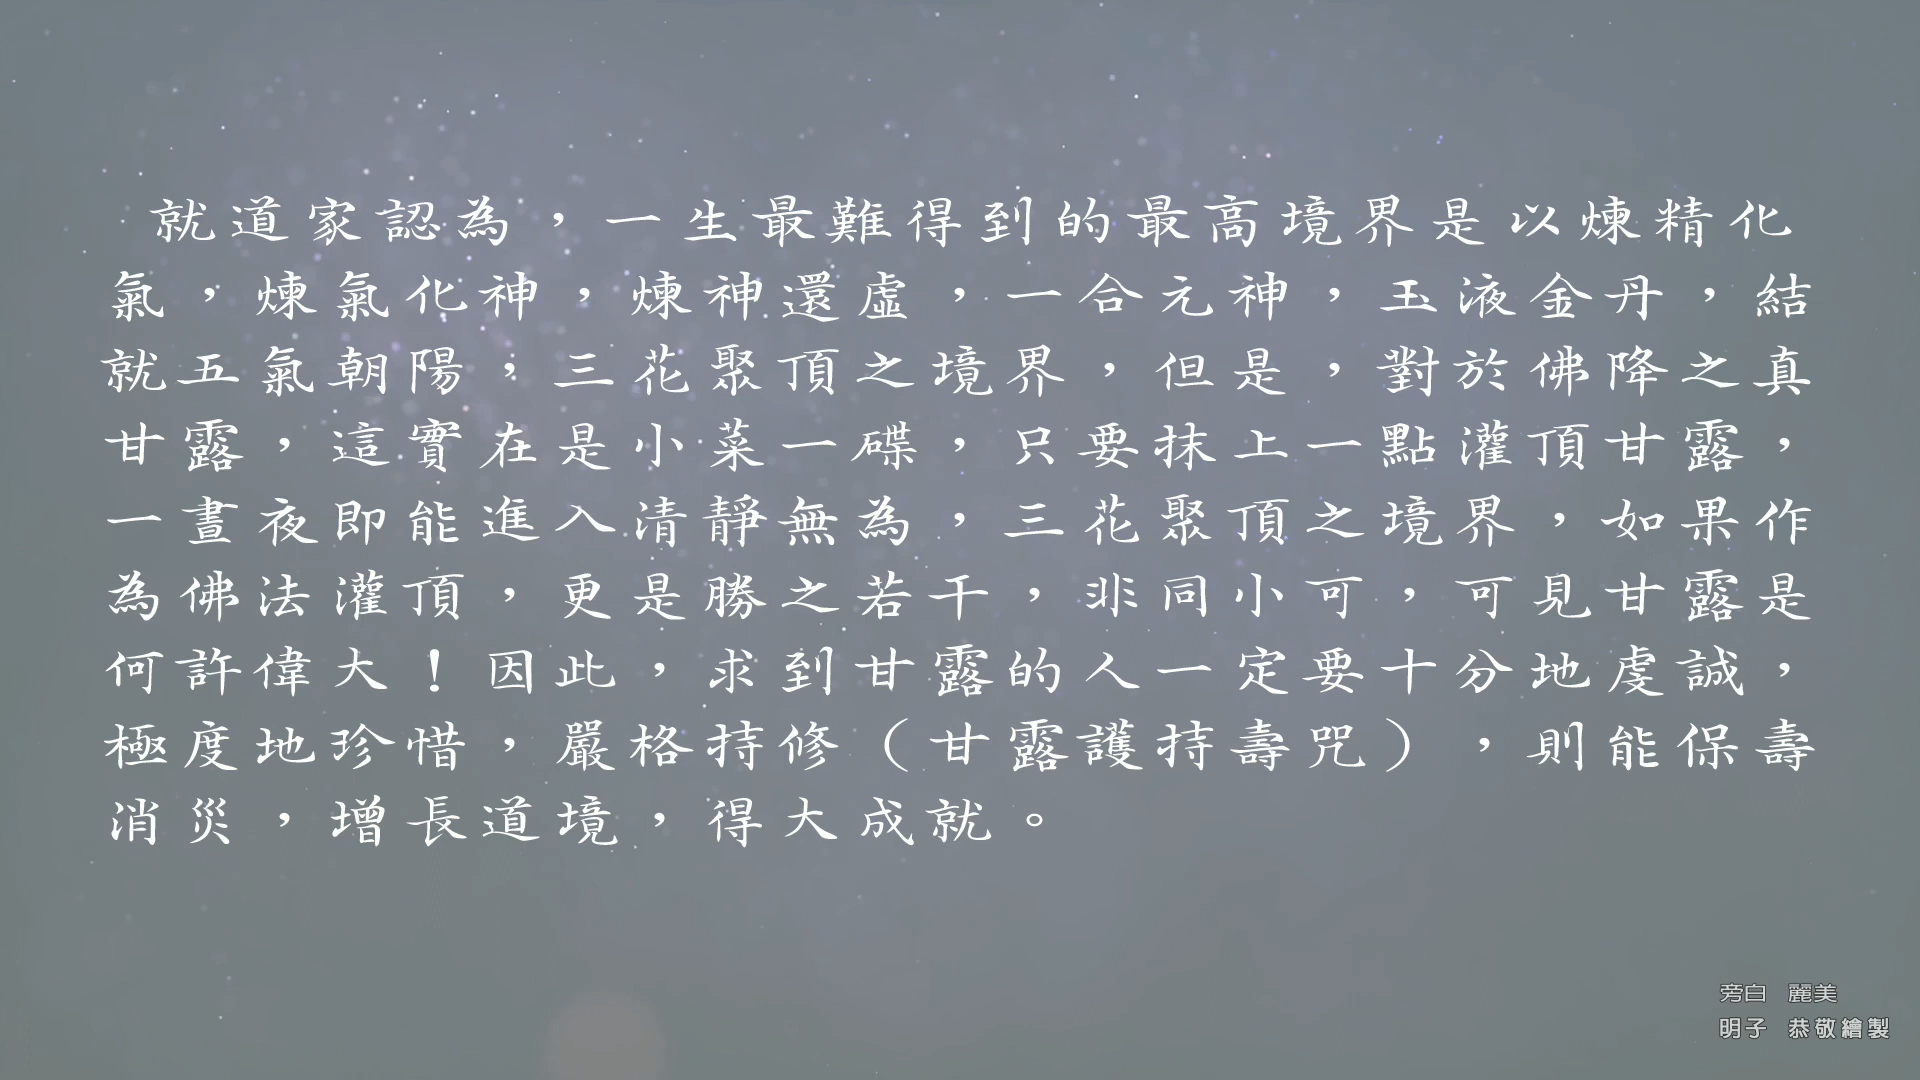 就道家認為，一生最難得到的最高境界是以煉精化
氣，煉氣化神，煉神還虛，一合元神，玉液金丹，結
就五氣朝陽，三花聚頂之境界，但是，對於佛降之真
甘露，這實在是小菜一碟，只要抹上一點灌頂甘露，
一晝夜即能進入清靜無為，三花聚頂之境界，如果作
為佛法灌頂，更是勝之若干，非同小可，可見甘露是
何許偉大！因此，求到甘露的人一定要十分地虔誠，
極度地珍惜，嚴格持修（甘露護持壽咒），則能保壽
消災，增長道境，得大成就。
旁白　麗美
明子　恭敬繪製